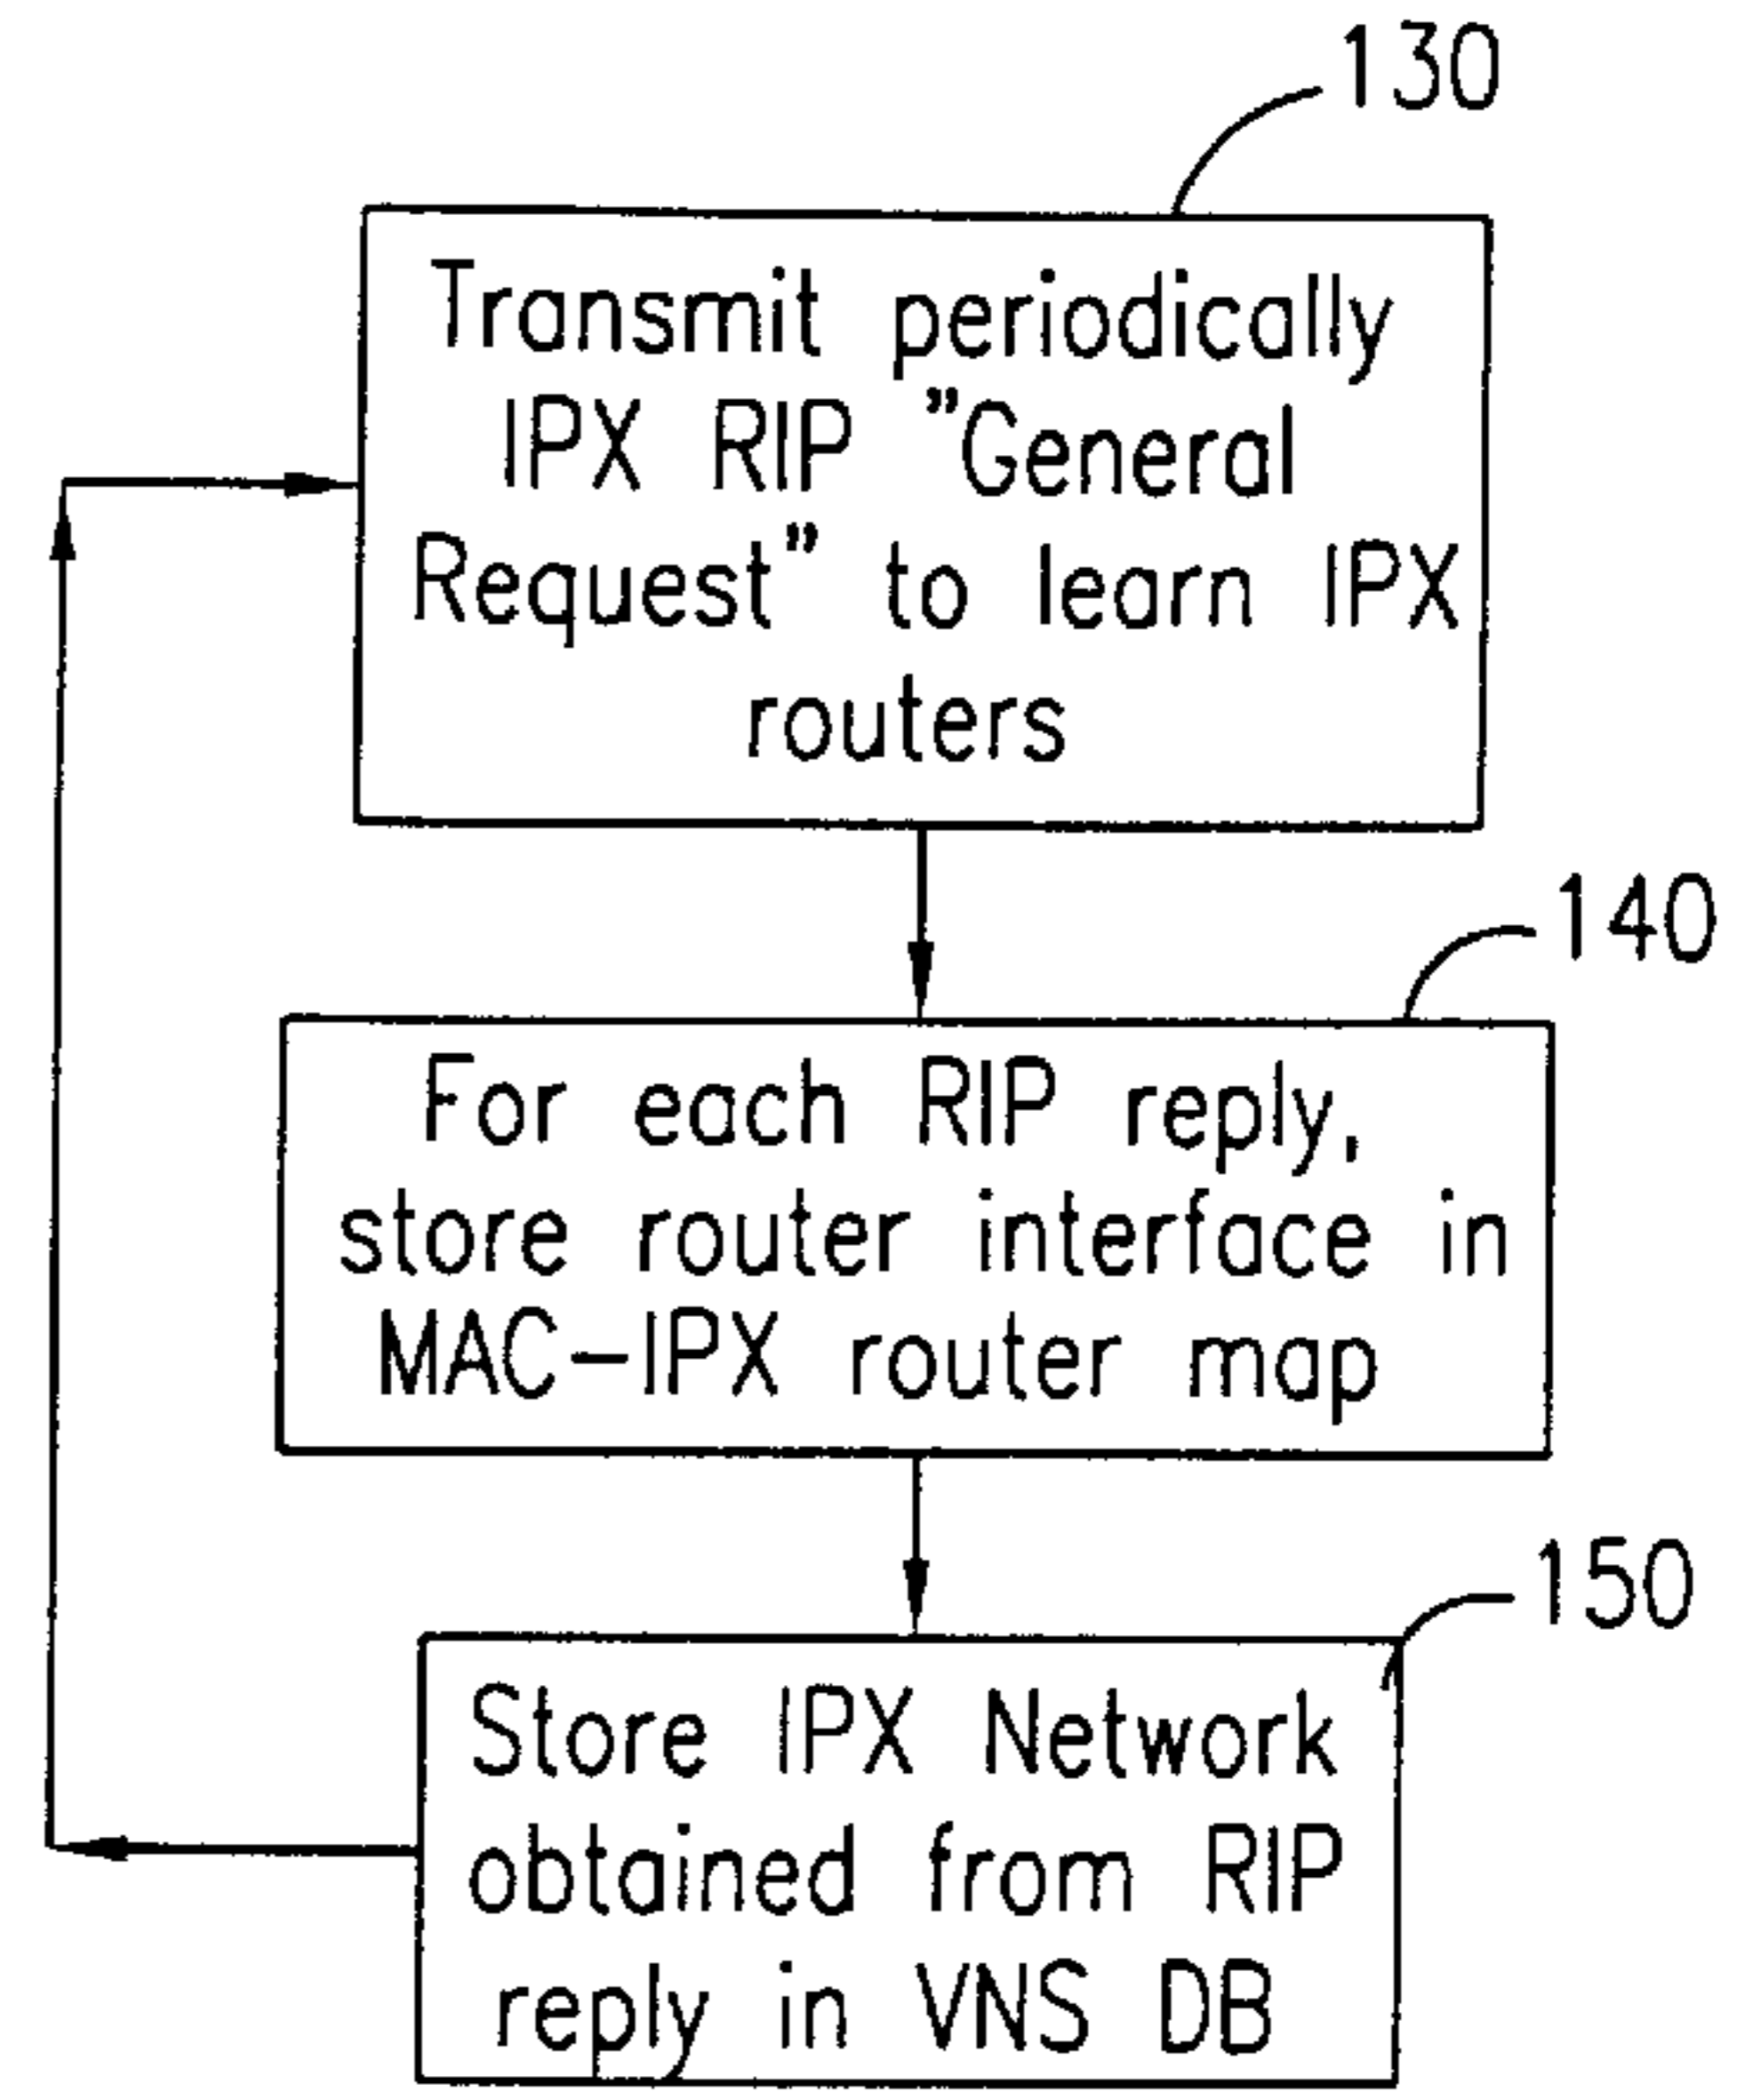 130
Transmit periodically
IPX RIP "General
Request" to learn IPX
routers
140
For each RIP reply,
store router interface in
MAC-IPX router map
150
Store IPX Network
obtained from RIP
reply in VNS DB